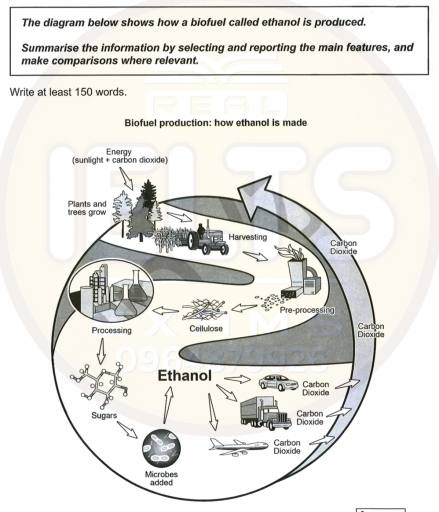 The diagram below shows how a biofuel called ethanol is produced.
Summarise the information by selecting and reporting the main features, and
make comparisons where relevant.
Write at least 150 words.
REAL
IELTS
EXAMS
Biofuel production: how ethanol is made
Energy
(sunlight + carbon dioxide)
Plants and
trees grow
Harvesting
Carbon
Dioxide
Pre-processing
Cellulose
Processing
Carbon
Dioxide
Ethanol
Sugars
Microbes
added
Carbon
Dioxide
Carbon
Dioxide
Carbon
Dioxide